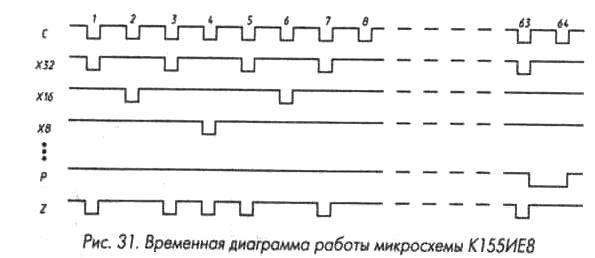 1 2 3 4 5 6 7 8 63 64
C
X32
X16
X8
P
Z
Рис. 31. Временная диаграмма работы микросхемы К155ИЕ8